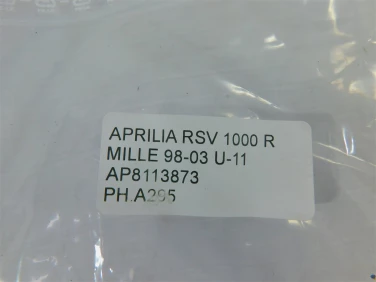 APRILIA RSV 1000 R
MILLE 98-03 U-11
AP8113873
PH.A295